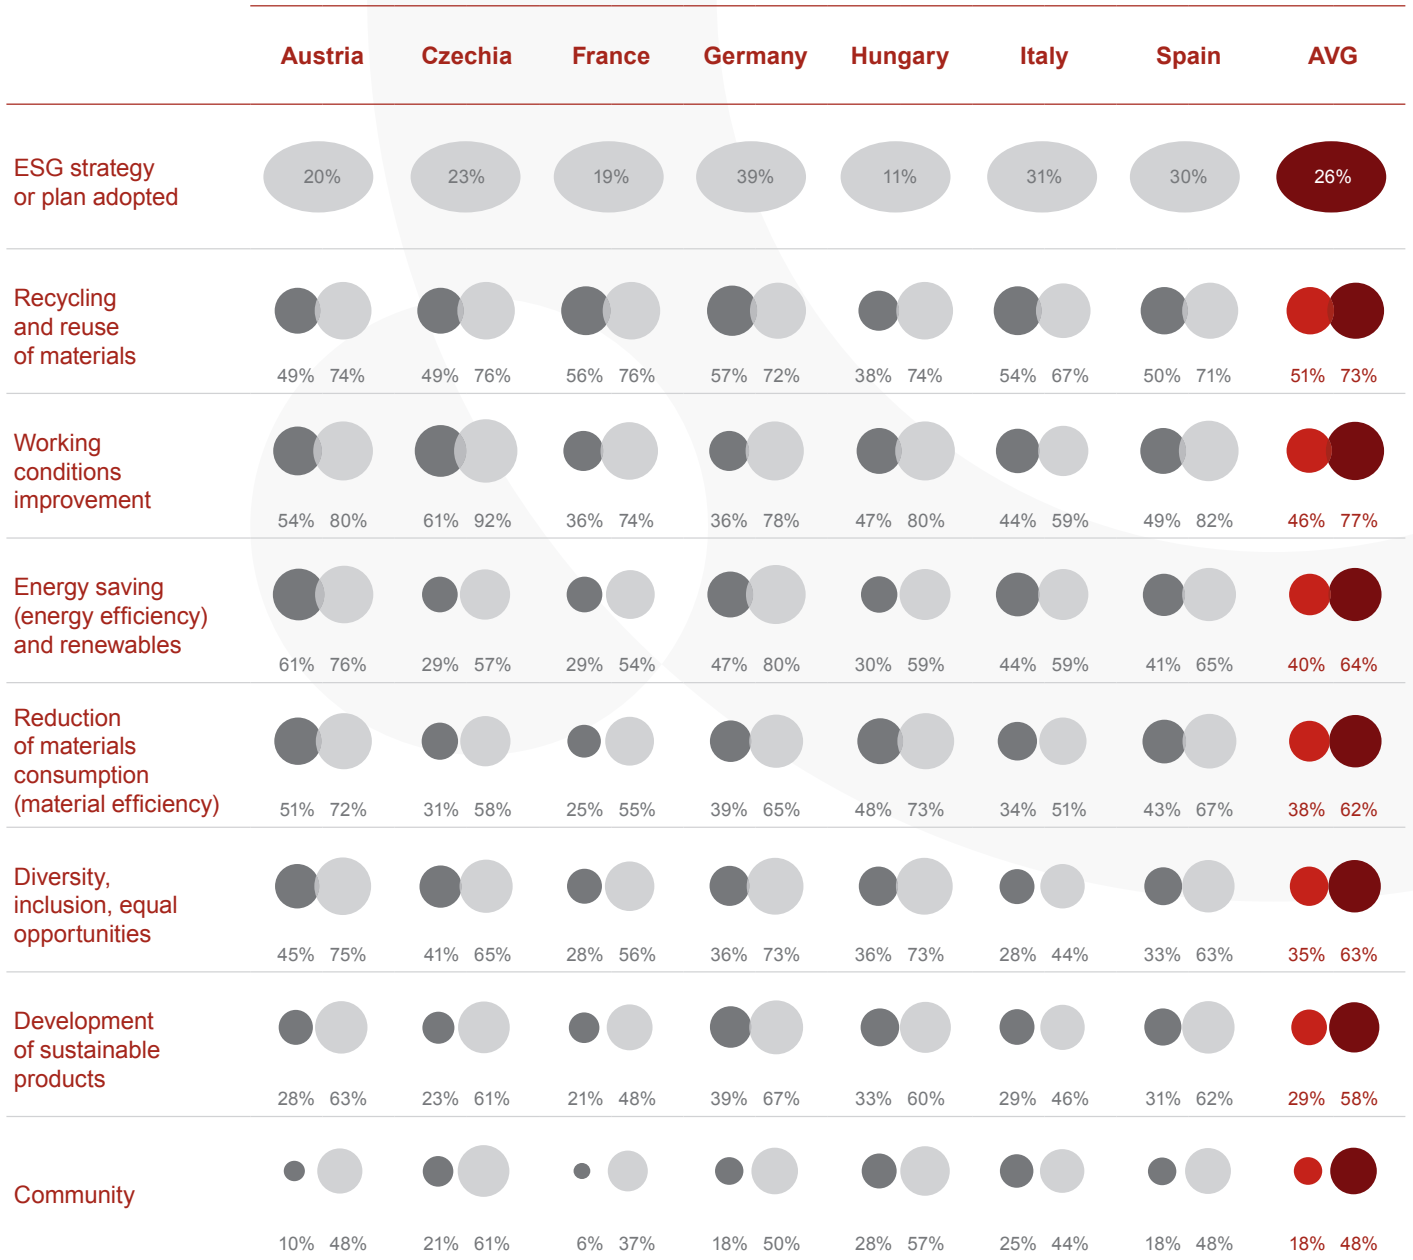 Austria Czechia France Germany Hungary Italy Spain AVG
ESG strategy
or plan adopted
20% 23% 19% 39% 11% 31% 30% 26%
Recycling
and reuse
of materials
49% 74% 49% 76% 56% 76% 57% 72% 38% 74% 54% 67% 50% 71% 51% 73%
Working
conditions
improvement
54% 80% 61% 92% 36% 74% 36% 78% 47% 80% 44% 59% 49% 82% 46% 77%
Energy saving
(energy efficiency)
and renewables
61% 76% 29% 57% 29% 54% 47% 80% 30% 59% 44% 59% 41% 65% 40% 64%
Reduction
of materials
consumption
(material efficiency)
51% 72% 31% 58% 25% 55% 39% 65% 48% 73% 34% 51% 43% 67% 38% 62%
Diversity,
inclusion, equal
opportunities
45% 75% 41% 65% 28% 56% 36% 73% 36% 73% 28% 44% 33% 63% 35% 63%
Development
of sustainable
products
28% 63% 23% 61% 21% 48% 39% 67% 33% 60% 29% 46% 31% 62% 29% 58%
Community
10% 48% 21% 61% 6% 37% 18% 50% 28% 57% 25% 44% 18% 48% 18% 48%